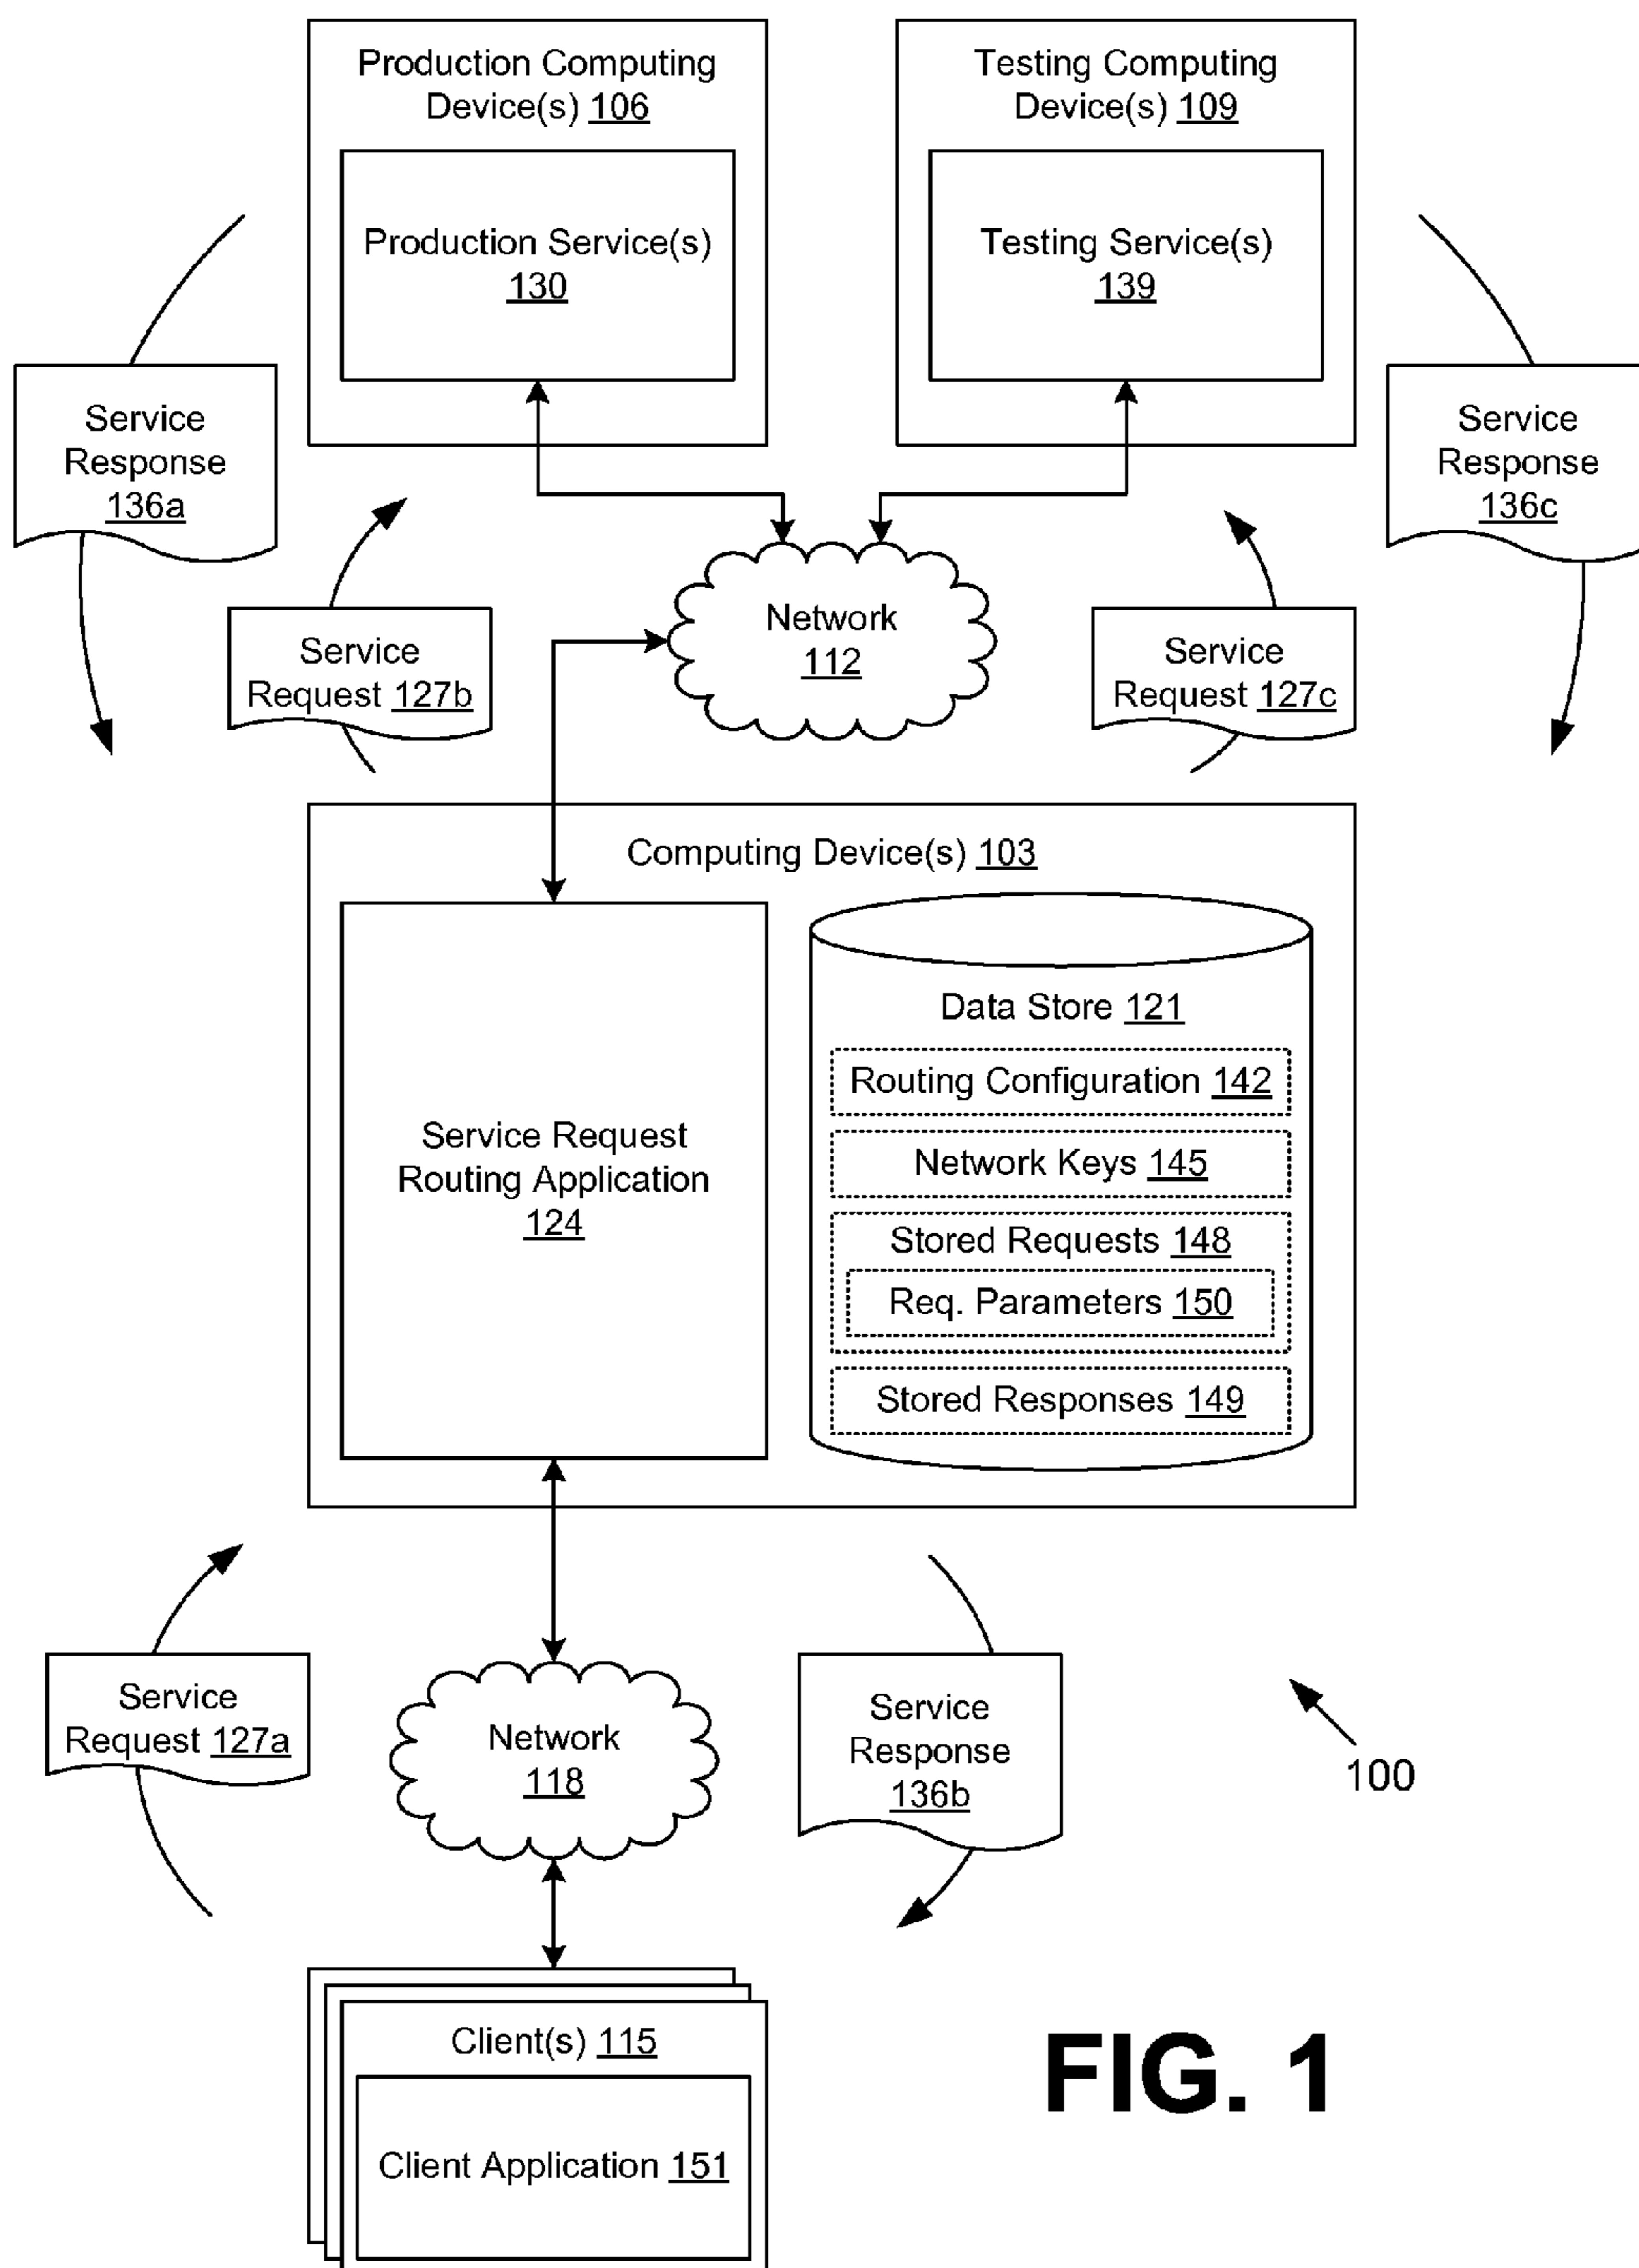 Production Computing
Device(s) 106
Production Service(s)
130
Testing Computing
Device(s) 109
Testing Service(s)
139
Service
Response
136a
Service
Response
136c
Service
Request 127b
Network
112
Service
Request 127c
Computing Device(s) 103
Service Request
Routing Application
124
Data Store 121
Routing Configuration 142
Network Keys 145
Stored Requests 148
Req. Parameters 150
Stored Responses 149
Service
Request 127a
Network
118
Service
Response
136b
100
Client(s) 115
Client Application 151
FIG. 1